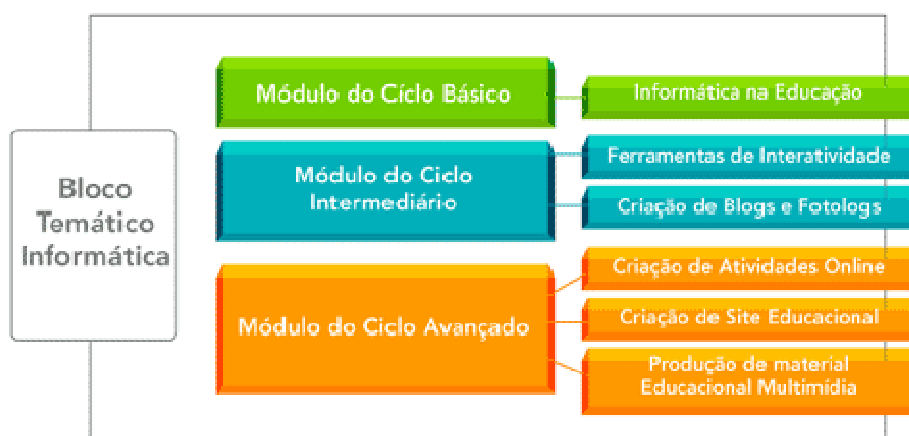 Bloco
Temático
Informática
Módulo do Cíclo Básico
Informática na Educação
Módulo do Ciclo
Intermediário
Ferramentas de Interatividade
Criação de Blogs e Fotologs
Módulo do Ciclo Avançado
Criação de Atividades Online
Criação de Site Educacional
Produção de material
Educacional Multimídia